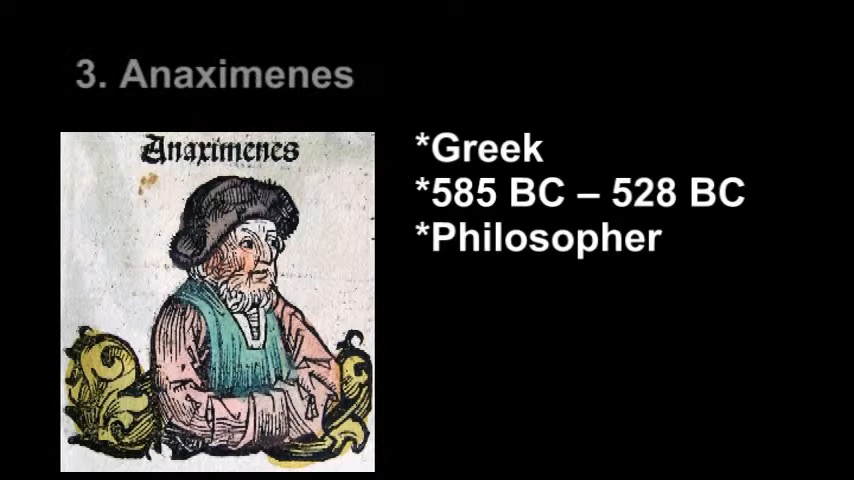 3. Anaximenes
Anaximenes
*Greek
*585 BC – 528 BC
*Philosopher